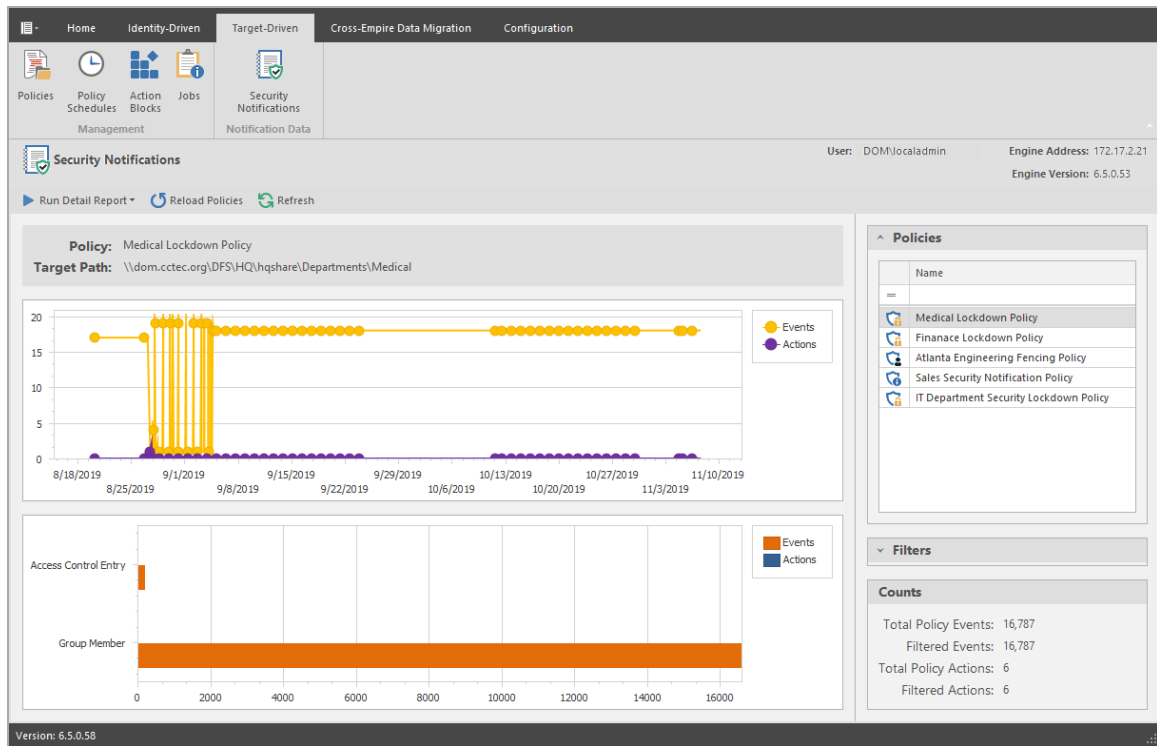 Home Identity-Driven Target-Driven Cross-Empire Data Migration Configuration
Policies Policy Schedules Action Blocks Jobs Security Notifications
Management Notification Data
Security Notifications
User: DOM\localadmin Engine Address: 172.17.2.21
Engine Version: 6.5.0.53
Run Detail Report Reload Policies Refresh
Policy: Medical Lockdown Policy
Target Path: \\dom.cctec.org\DFS\HQ\hqshare\Departments\Medical
20
15
10
5
0
8/18/2019 9/1/2019 9/15/2019 9/29/2019 10/13/2019 10/27/2019 11/10/2019
8/25/2019 9/8/2019 9/22/2019 10/6/2019 10/20/2019 11/3/2019
Events
Actions
Access Control Entry
Group Member
0 2000 4000 6000 8000 10000 12000 14000 16000
Events
Actions
Policies
Name
=
Medical Lockdown Policy
Finanace Lockdown Policy
Atlanta Engineering Fencing Policy
Sales Security Notification Policy
IT Department Security Lockdown Policy
Filters
Counts
Total Policy Events: 16,787
Filtered Events: 16,787
Total Policy Actions: 6
Filtered Actions: 6
Version: 6.5.0.58